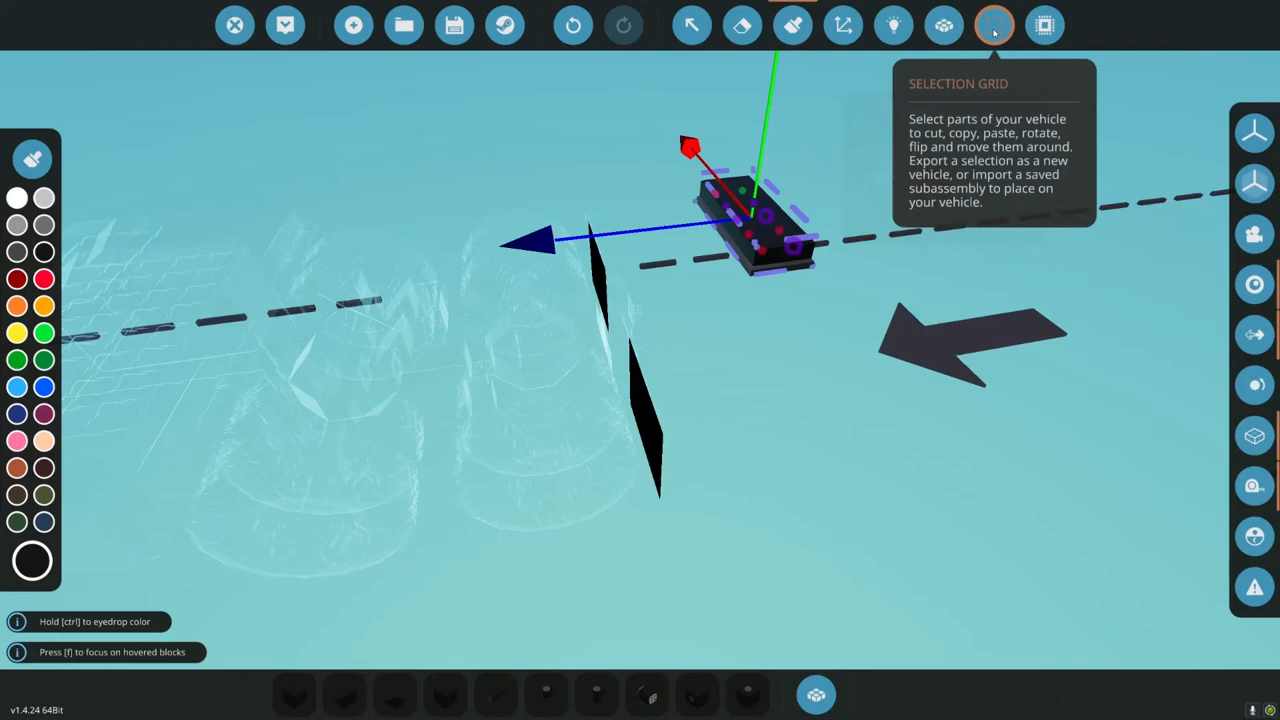 SELECTION GRID
Select parts of your vehicle
to cut, copy, paste, rotate,
flip and move them around.
Export a selection as a new
vehicle, or import a saved
subassembly to place on
your vehicle.
Hold [ctrl] to eyedrop color
Press [f] to focus on hovered blocks
v1.4.24 64Bit